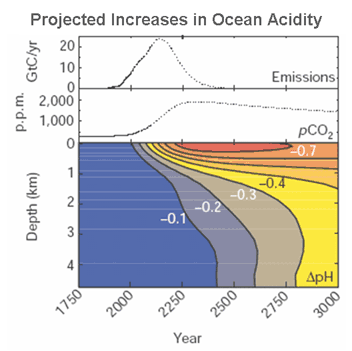 Projected Increases in Ocean Acidity
GtC/yr
20
10
0
Emissions
p.p.m.
2,000
1,000
pCO2
Depth (km)
0
1
2
3
4
−0.7
−0.4
−0.3
−0.2
−0.1
ΔpH
1750 2000 2250 2500 2750 3000
Year